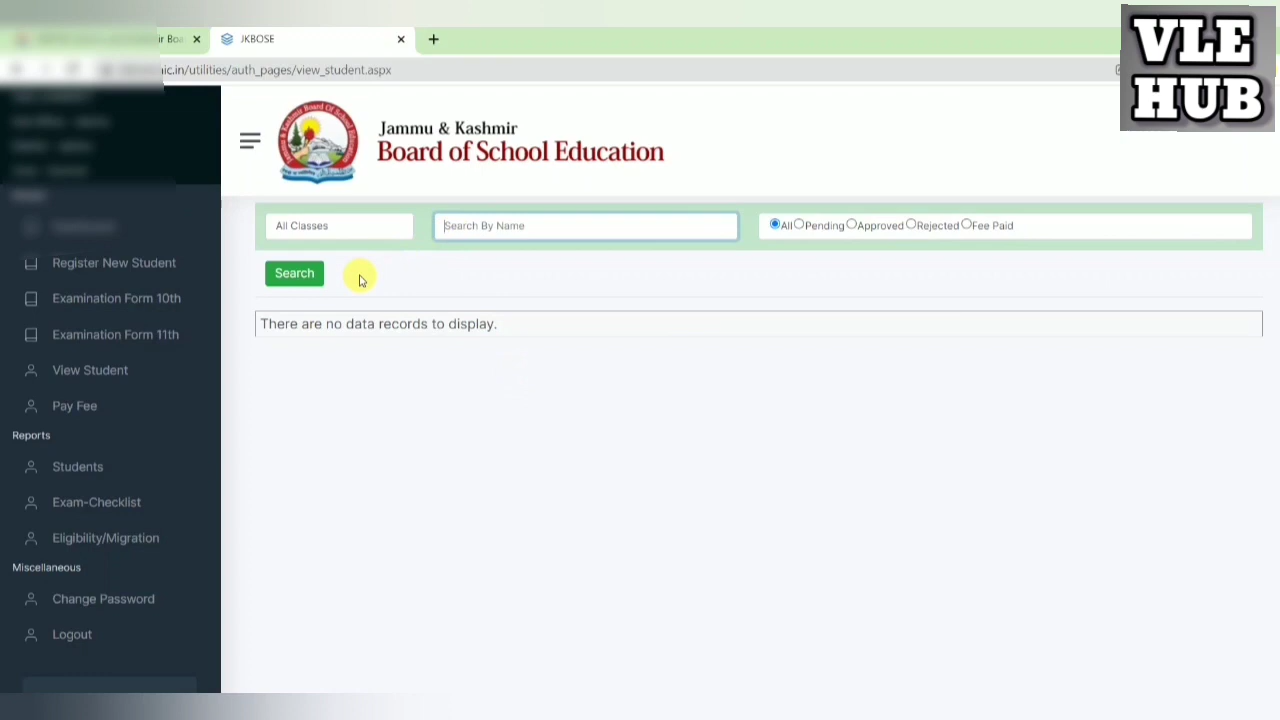 ir Boa
JKBOSE
ic.in/utilities/auth_pages/view_student.aspx
VLE
HUB
Jammu & Kashmir
Board of School Education
All Classes
Search By Name
All Pending Approved Rejected Fee Paid
Search
There are no data records to display.
Register New Student
Examination Form 10th
Examination Form 11th
View Student
Pay Fee
Reports
Students
Exam-Checklist
Eligibility/Migration
Miscellaneous
Change Password
Logout